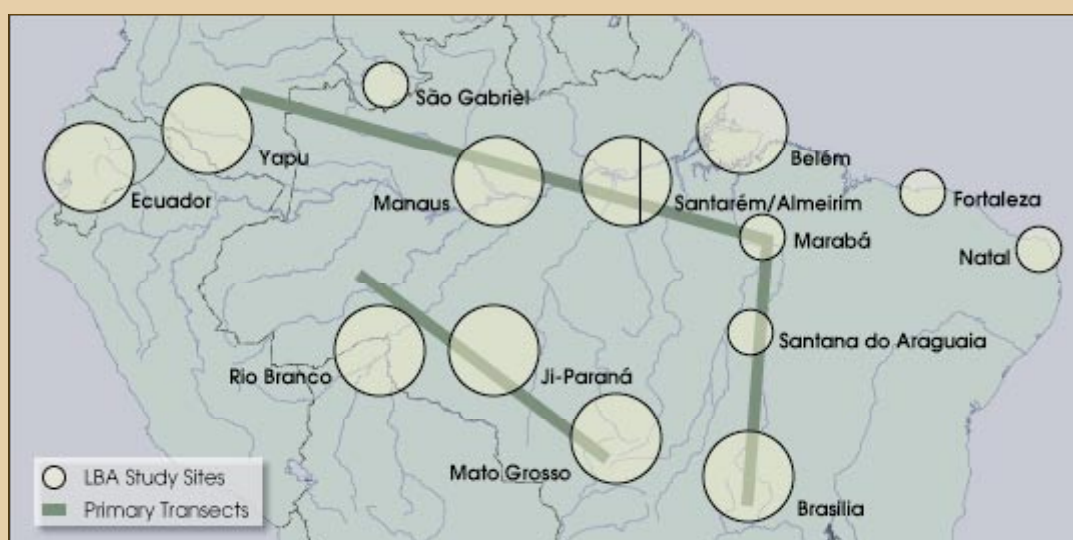 São Gabriel
Yapu
Belém
Ecuador
Manaus
Santarém/Almeirim
Fortaleza
Marabá
Natal
Santana do Araguaia
Rio Branco
Ji-Paraná
Mato Grosso
LBA Study Sites
Primary Transects
Brasília